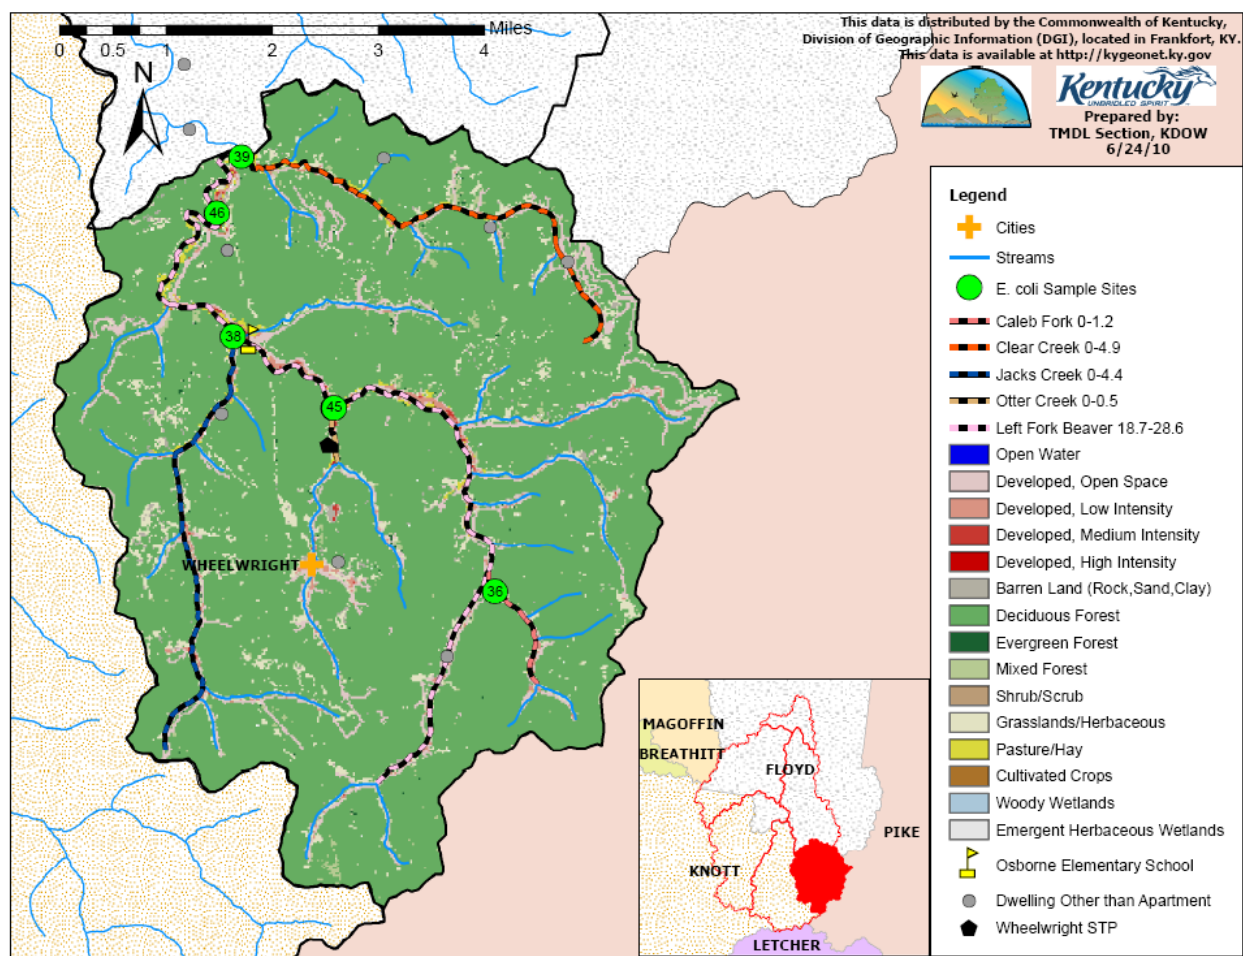 Miles
0 0.5 1 2 3 4
This data is distributed by the Commonwealth of Kentucky,
Division of Geographic Information (DGI), located in Frankfort, KY.
This data is available at http://kygeonet.ky.gov
Kentucky
UNBRIDLED SPIRIT
Prepared by:
TMDL Section, KDOW
6/24/10
N
39
46
38
45
WHEELWRIGHT
36
Legend
Cities
Streams
E. coli Sample Sites
Caleb Fork 0-1.2
Clear Creek 0-4.9
Jacks Creek 0-4.4
Otter Creek 0-0.5
Left Fork Beaver 18.7-28.6
Open Water
Developed, Open Space
Developed, Low Intensity
Developed, Medium Intensity
Developed, High Intensity
Barren Land (Rock,Sand,Clay)
Deciduous Forest
Evergreen Forest
Mixed Forest
Shrub/Scrub
Grasslands/Herbaceous
Pasture/Hay
Cultivated Crops
Woody Wetlands
Emergent Herbaceous Wetlands
Osborne Elementary School
Dwelling Other than Apartment
Wheelwright STP
MAGOFFIN
BREATHITT
FLOYD
PIKE
KNOTT
LETCHER